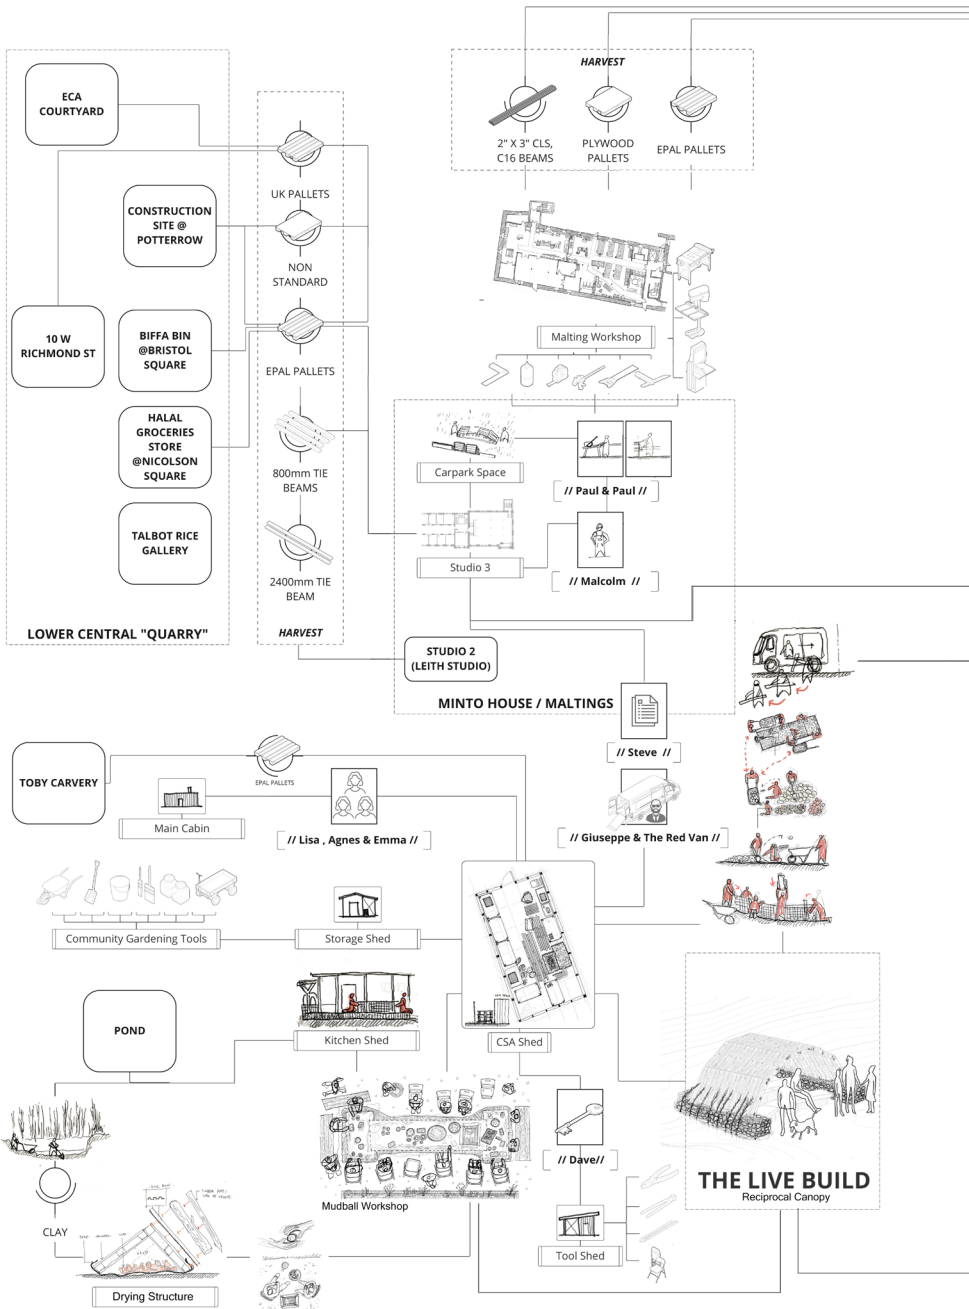 HARVEST
2" X 3" CLS,
C16 BEAMS
PLYWOOD
PALLETS
EPAL PALLETS
ECA
COURTYARD
UK PALLETS
CONSTRUCTION
SITE @
POTTERROW
NON
STANDARD
10 W
RICHMOND ST
BIFFA BIN
@BRISTOL
SQUARE
EPAL PALLETS
Malting Workshop
HALAL
GROCERIES
STORE
@NICOLSON
SQUARE
800mm TIE
BEAMS
Carpark Space
// Paul & Paul //
TALBOT RICE
GALLERY
2400mm TIE
BEAM
Studio 3
// Malcolm //
LOWER CENTRAL "QUARRY"
HARVEST
STUDIO 2
(LEITH STUDIO)
MINTO HOUSE / MALTINGS
// Steve //
TOBY CARVERY
EPAL PALLETS
Main Cabin
// Lisa , Agnes & Emma //
// Giuseppe & The Red Van //
Community Gardening Tools
Storage Shed
POND
Kitchen Shed
CSA Shed
// Dave//
THE LIVE BUILD
Reciprocal Canopy
Mudball Workshop
CLAY
Tool Shed
Drying Structure